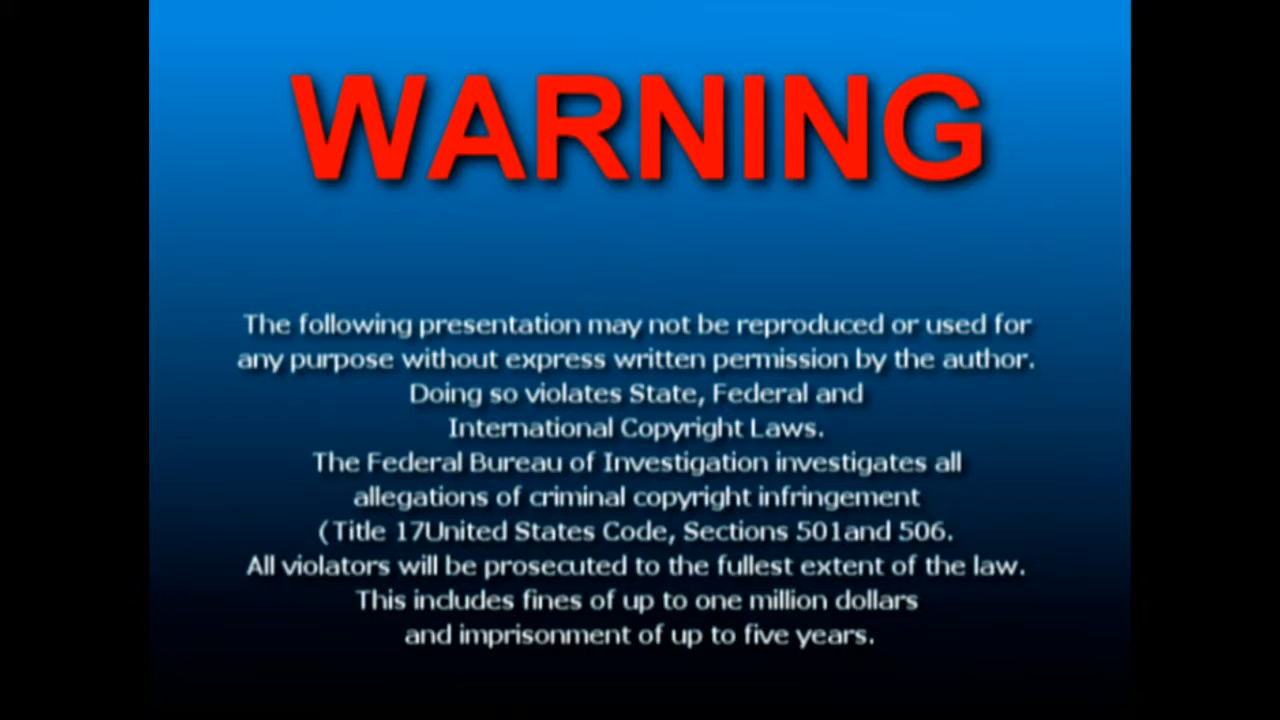 WARNING
The following presentation may not be reproduced or used for
any purpose without express written permission by the author.
Doing so violates State, Federal and
International Copyright Laws.
The Federal Bureau of Investigation investigates all
allegations of criminal copyright infringement
(Title 17United States Code, Sections 501and 506.
All violators will be prosecuted to the fullest extent of the law.
This includes fines of up to one million dollars
and imprisonment of up to five years.